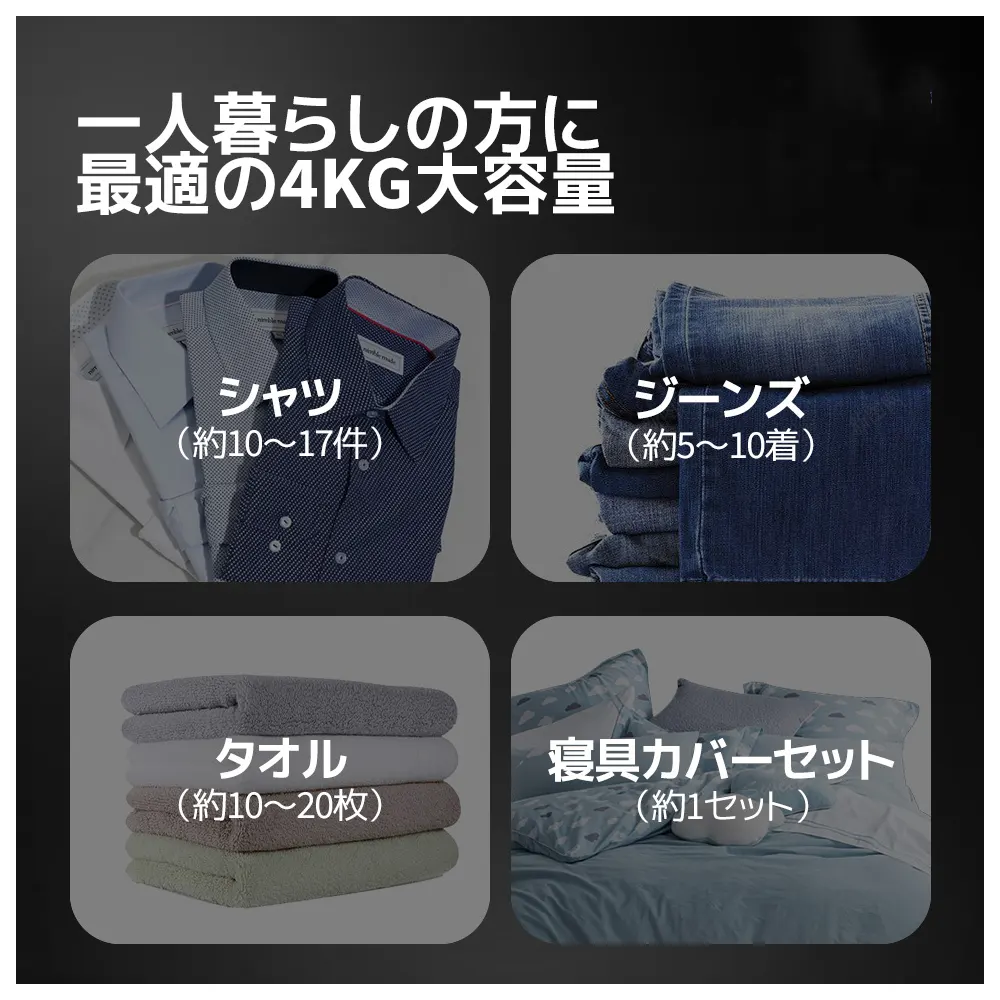 一人暮らしの方に
最適の4KG大容量
nimble made
シャツ
（約10〜17件）
ジーンズ
（約5〜10着）
タオル
（約10〜20枚）
寝具カバーセット
（約1セット）